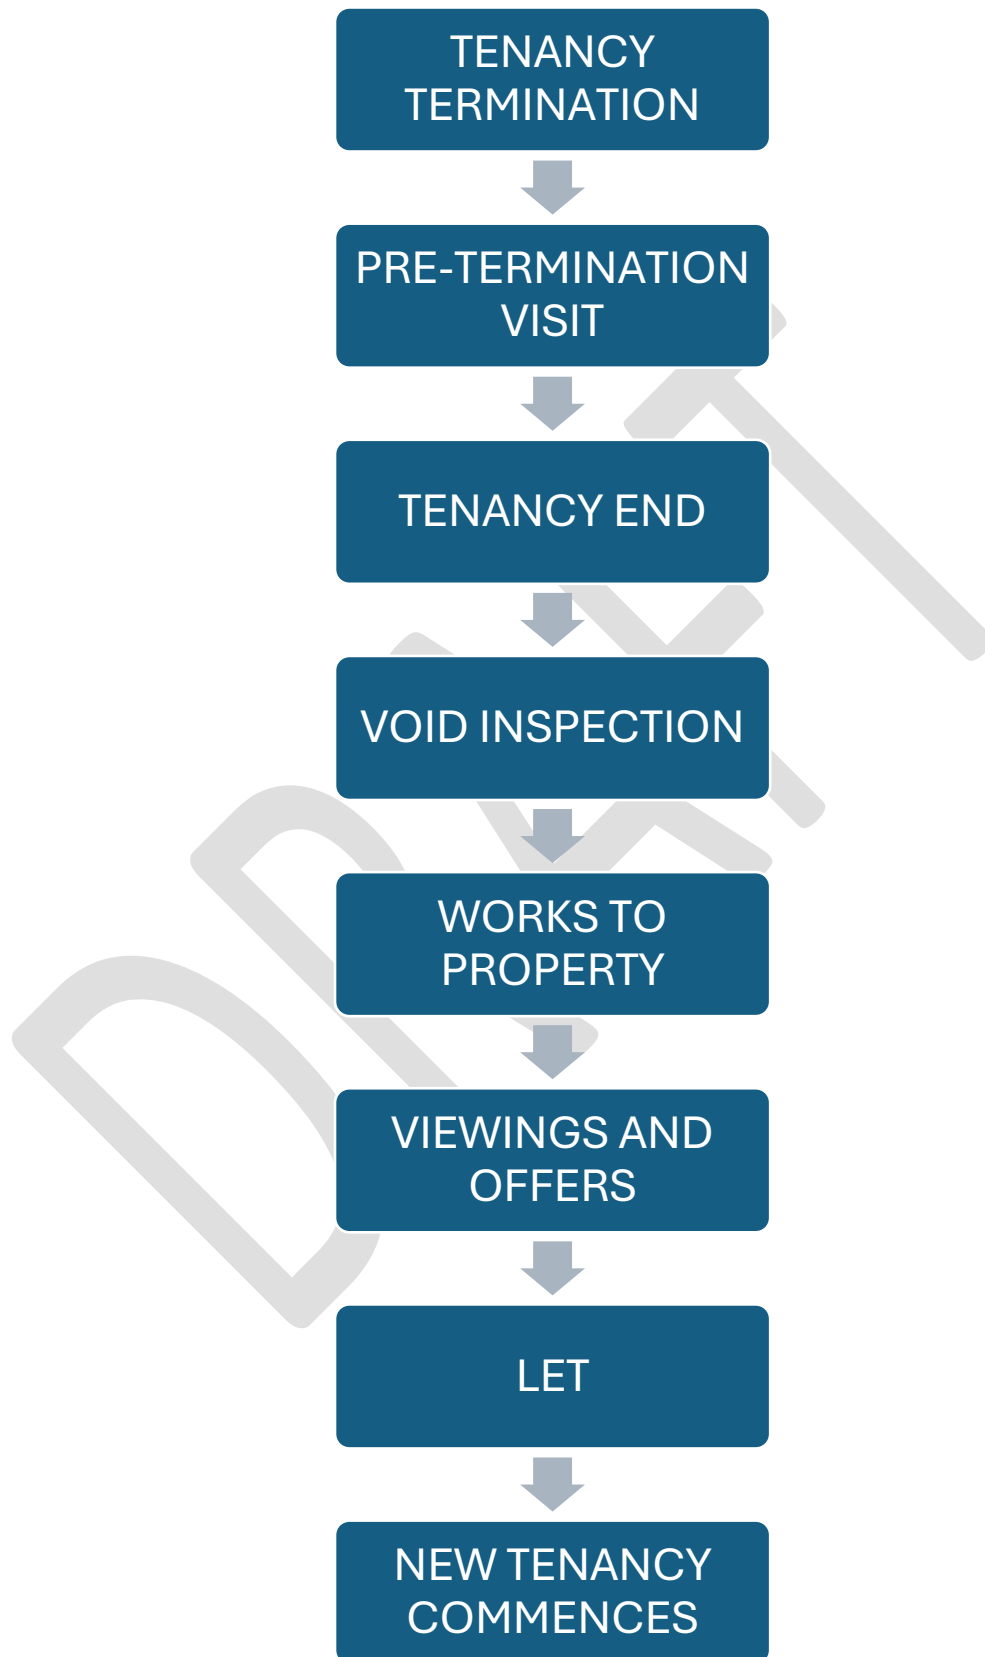 TENANCY
TERMINATION
PRE-TERMINATION
VISIT
TENANCY END
VOID INSPECTION
WORKS TO
PROPERTY
VIEWINGS AND
OFFERS
LET
NEW TENANCY
COMMENCES
DRAFT